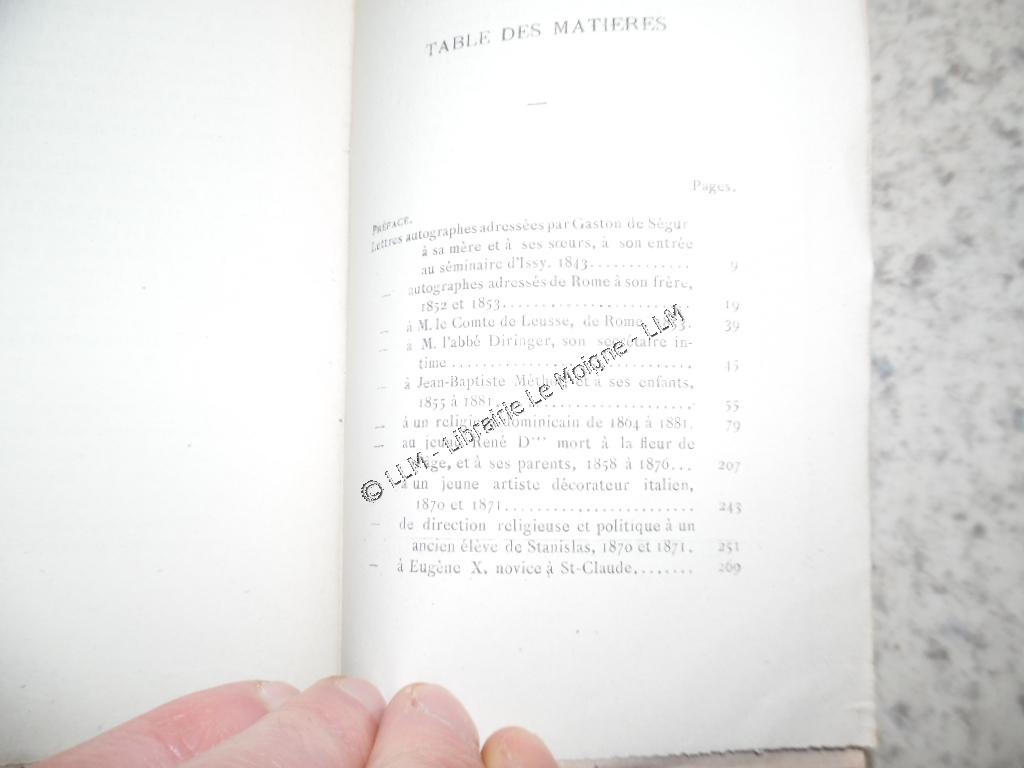 TABLE DES MATIERES
Pages.
PRÉFACE.
Lettres autographes adressées par Gaston de Ségur
à sa mère et à ses sœurs, à son entrée
au séminaire d'Issy. 1843............. 9
— autographes adressés de Rome à son frère,
1852 et 1853........................ 19
— à M. le Comte de Leusse, de Rome, 39
— à M. l'abbé Diringer, son secrétaire in-
time............................... 45
— à Jean-Baptiste et à ses enfants,
1855 à 1881........................ 55
— à un religieux dominicain de 1864 à 1881. 79
— au jeune René D*** mort à la fleur de
l'âge, et à ses parents, 1858 à 1876... 207
— à un jeune artiste décorateur italien,
1870 et 1871........................ 243
— de direction religieuse et politique à un
ancien élève de Stanislas, 1870 et 1871. 251
— à Eugène X, novice à St-Claude........ 269
© LLM - Librairie Le Moigne - LLM